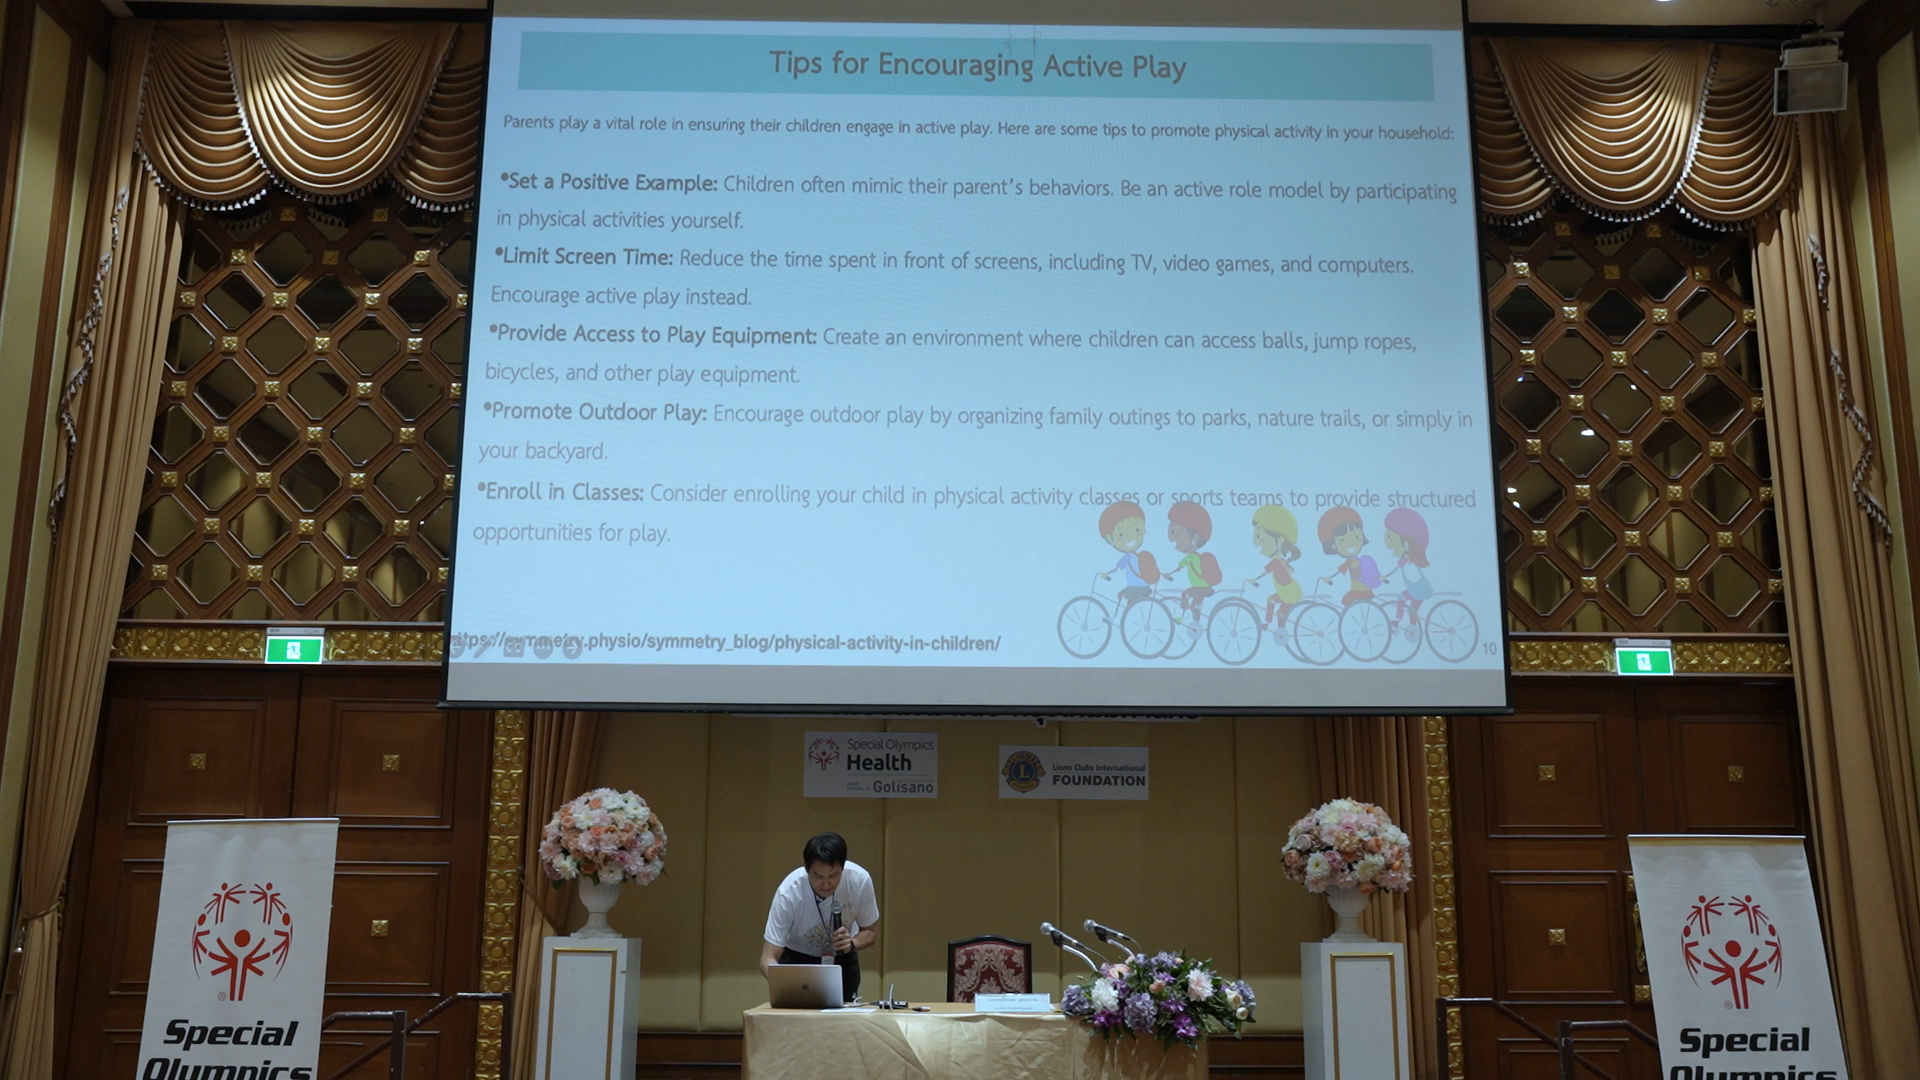 Tips for Encouraging Active Play
Parents play a vital role in ensuring their children engage in active play. Here are some tips to promote physical activity in your household:
•Set a Positive Example: Children often mimic their parent's behaviors. Be an active role model by participating
in physical activities yourself.
•Limit Screen Time: Reduce the time spent in front of screens, including TV, video games, and computers.
Encourage active play instead.
•Provide Access to Play Equipment: Create an environment where children can access balls, jump ropes,
bicycles, and other play equipment.
•Promote Outdoor Play: Encourage outdoor play by organizing family outings to parks, nature trails, or simply in
your backyard.
•Enroll in Classes: Consider enrolling your child in physical activity classes or sports teams to provide structured
opportunities for play.
https://symmetry.physio/symmetry_blog/physical-activity-in-children/
10
Special Olympics
Health
Golisano
Lions Clubs International
FOUNDATION
L
Special
Olympics
Special
Olympics